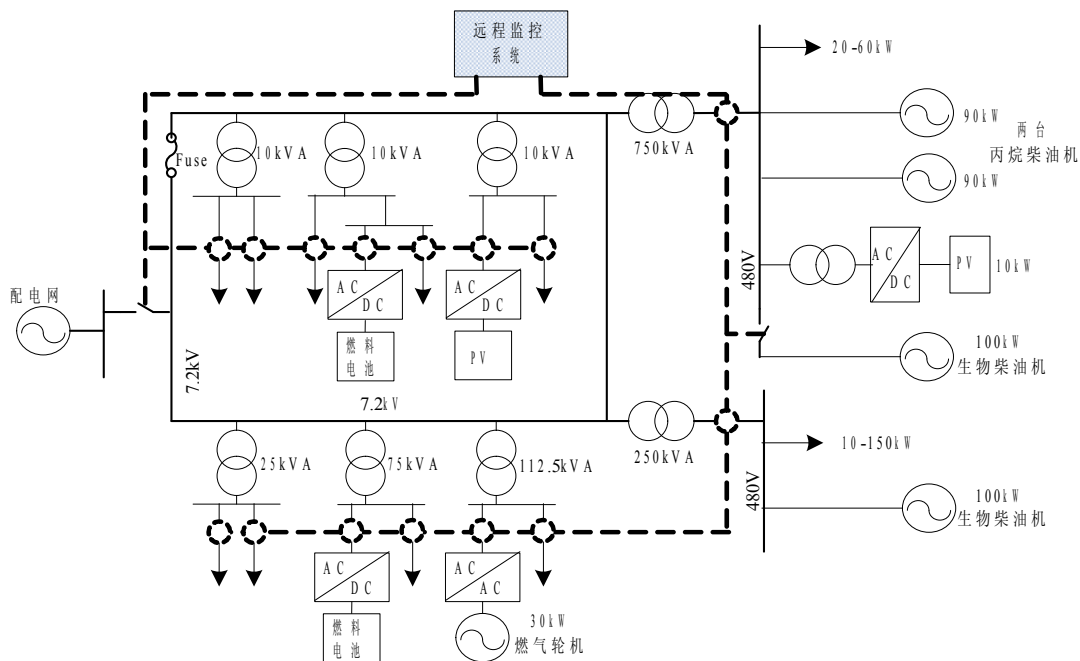 远程监控
系统
20-60kW
Fuse
10kVA
10kVA
10kVA
750kVA
90kW
两台
丙烷柴油机
90kW
480V
AC
DC
PV
10kW
AC
DC
AC
DC
配电网
燃料
电池
PV
100kW
生物柴油机
7.2kV
7.2kV
25kVA
75kVA
112.5kVA
250kVA
10-150kW
480V
100kW
生物柴油机
AC
DC
AC
AC
燃料
电池
30kW
燃气轮机